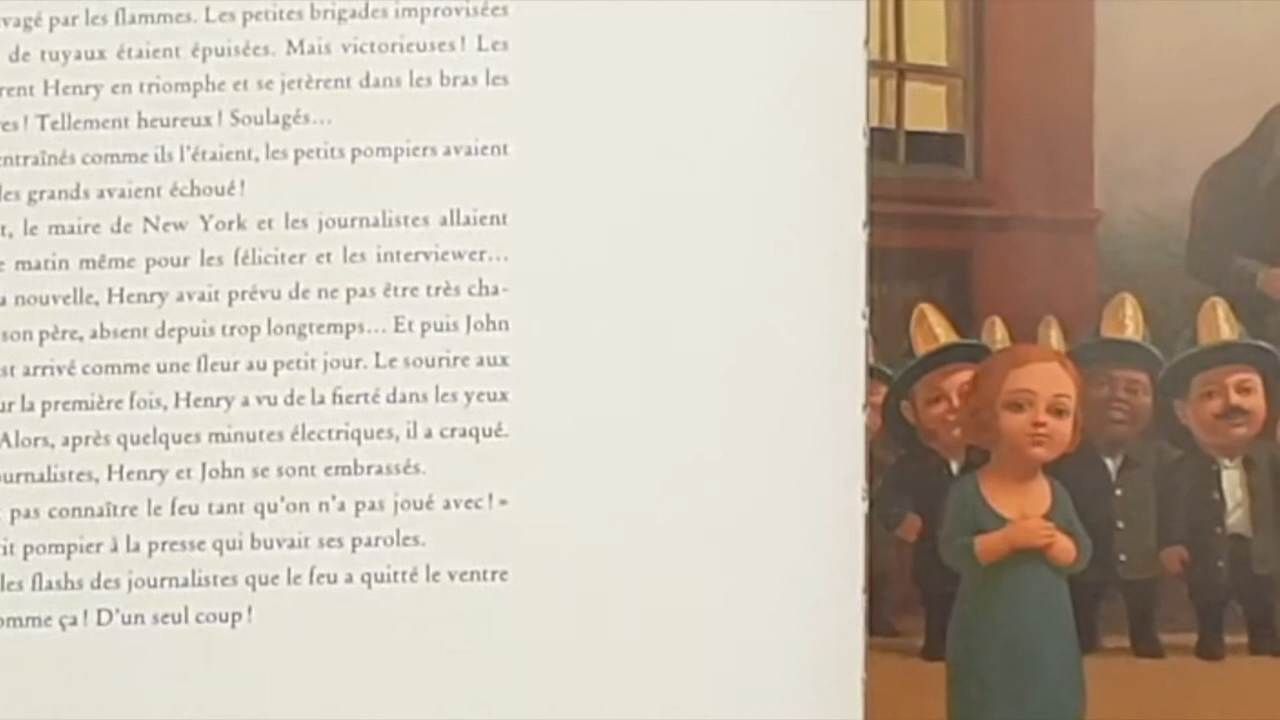 vagé par les flammes. Les petites brigades improvisées
de tuyaux étaient épuisées. Mais victorieuses! Les
rent Henry en triomphe et se jetèrent dans les bras les
es! Tellement heureux! Soulagés...
entraînés comme ils l'étaient, les petits pompiers avaient
les grands avaient échoué!
t, le maire de New York et les journalistes allaient
e matin même pour les féliciter et les interviewer...
a nouvelle, Henry avait prévu de ne pas être très cha-
son père, absent depuis trop longtemps... Et puis John
st arrivé comme une fleur au petit jour. Le sourire aux
ur la première fois, Henry a vu de la fierté dans les yeux
Alors, après quelques minutes électriques, il a craqué.
ournalistes, Henry et John se sont embrassés.
t pas connaître le feu tant qu'on n'a pas joué avec! »
it pompier à la presse qui buvait ses paroles.
les flashs des journalistes que le feu a quitté le ventre
omme ça! D'un seul coup!